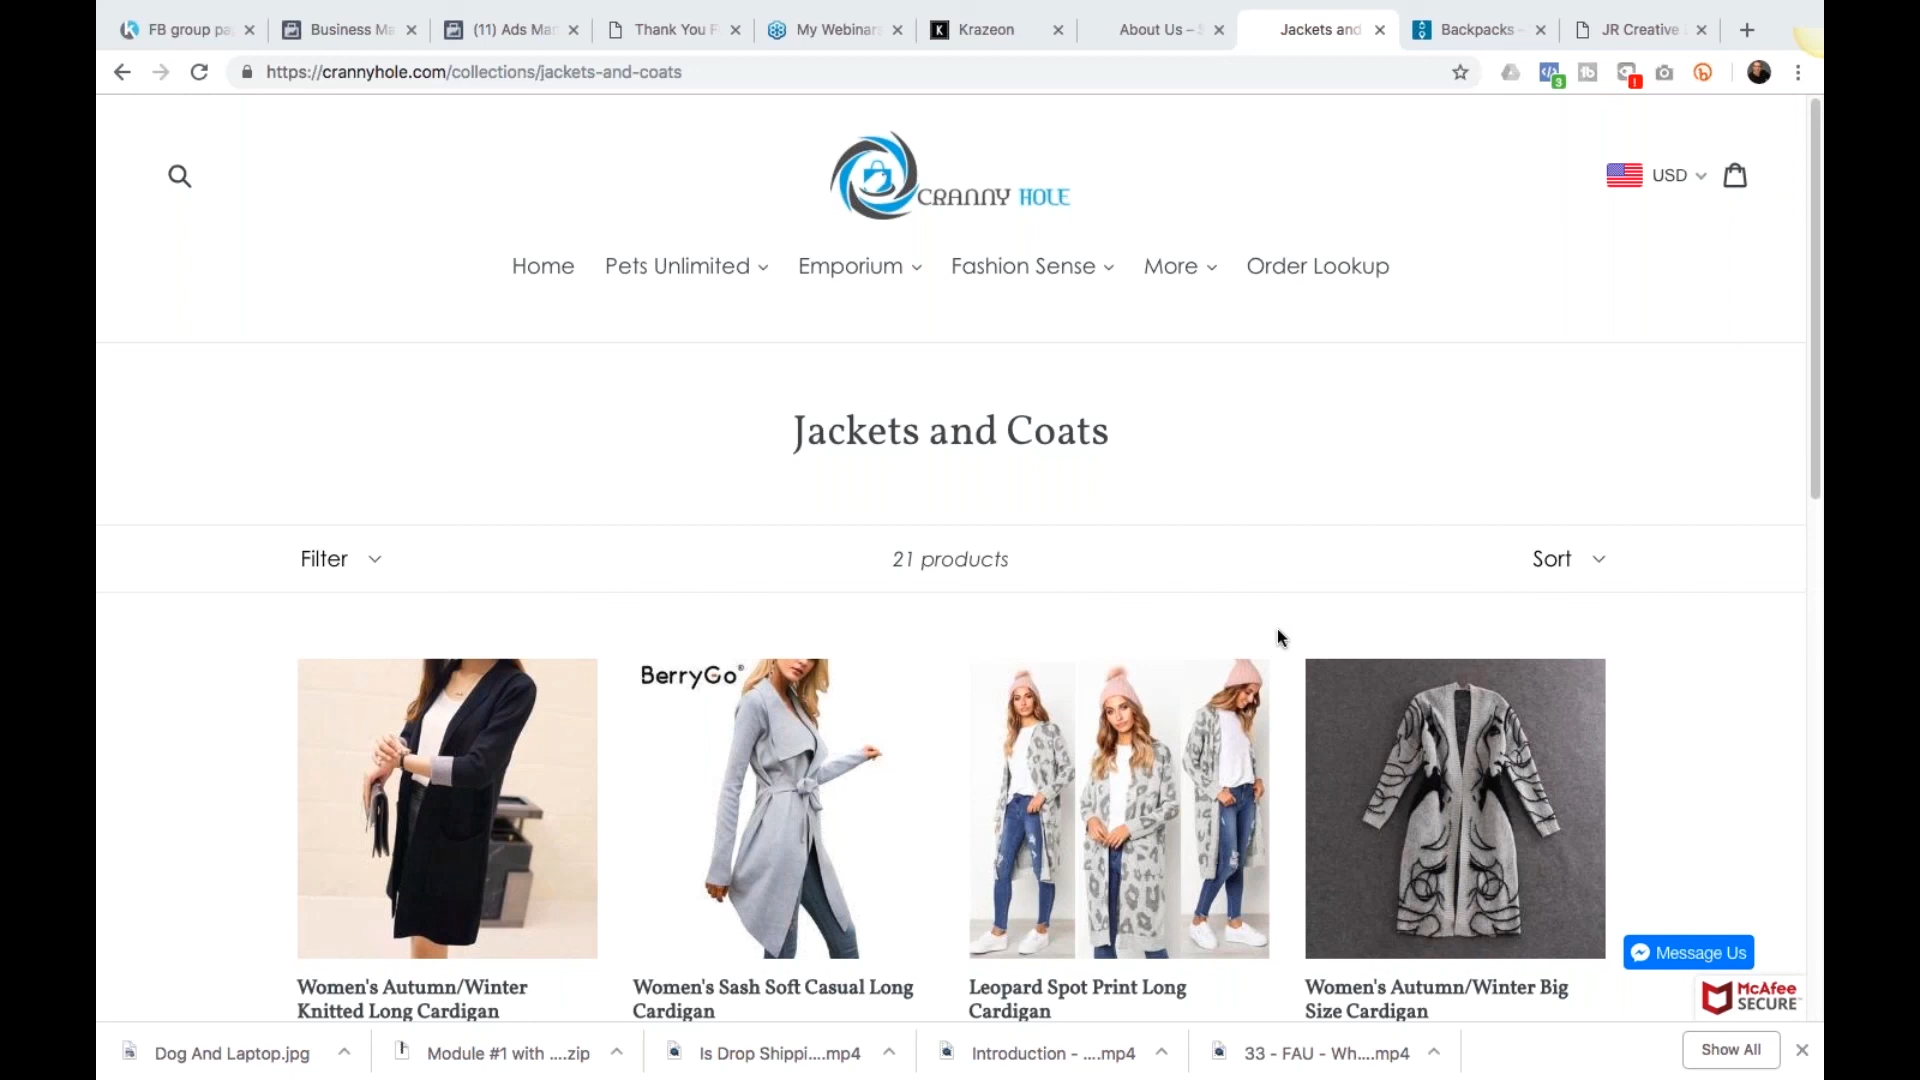 FB group pa
Business Ma
(11) Ads Mar
Thank You F
My Webinars
Krazeon
About Us – S
Jackets and
Backpacks –
JR Creative
https://crannyhole.com/collections/jackets-and-coats
3
CRANNY HOLE
USD
Home
Pets Unlimited
Emporium
Fashion Sense
More
Order Lookup
Jackets and Coats
Filter
21 products
Sort
BerryGo®
Women's Autumn/Winter
Knitted Long Cardigan
Women's Sash Soft Casual Long
Cardigan
Leopard Spot Print Long
Cardigan
Women's Autumn/Winter Big
Size Cardigan
Message Us
McAfee
SECURE™
Dog And Laptop.jpg
Module #1 with ....zip
Is Drop Shippi....mp4
Introduction - ....mp4
33 - FAU - Wh....mp4
Show All